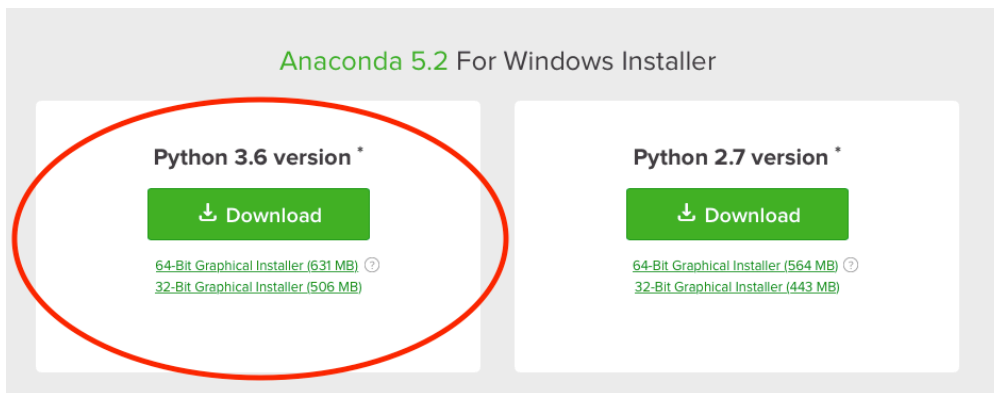 Anaconda 5.2 For Windows Installer
Python 3.6 version *
Download
64-Bit Graphical Installer (631 MB) ?
32-Bit Graphical Installer (506 MB)
Python 2.7 version *
Download
64-Bit Graphical Installer (564 MB) ?
32-Bit Graphical Installer (443 MB)